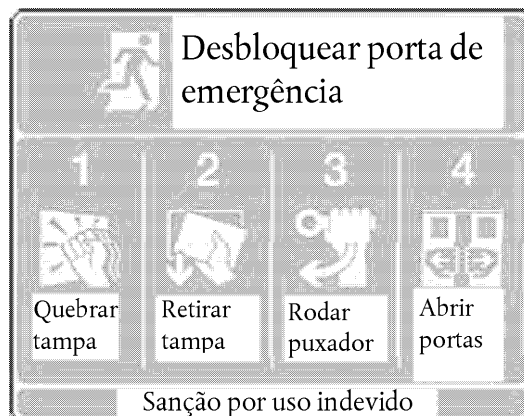 Desbloquear porta de
emergência
1 2 3 4
Quebrar
tampa
Retirar
tampa
Rodar
puxador
Abrir
portas
Sanção por uso indevido